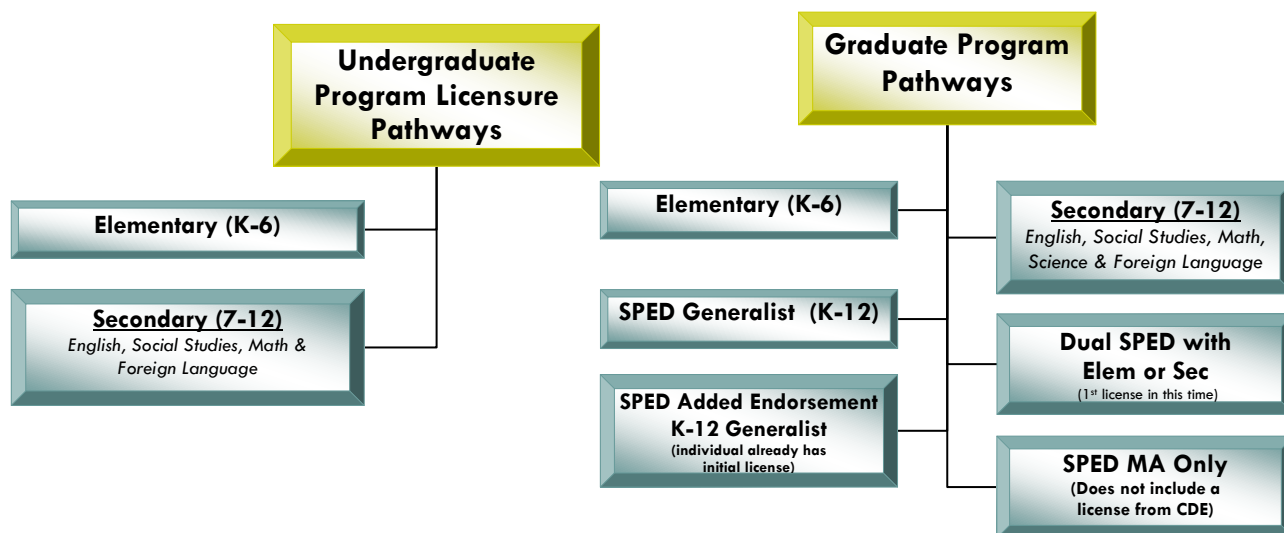 Undergraduate
Program Licensure
Pathways
Elementary (K-6)
Secondary (7-12)
English, Social Studies, Math &
Foreign Language
Graduate Program
Pathways
Elementary (K-6)
Secondary (7-12)
English, Social Studies, Math,
Science & Foreign Language
SPED Generalist (K-12)
Dual SPED with
Elem or Sec
(1st license in this time)
SPED Added Endorsement
K-12 Generalist
(individual already has
initial license)
SPED MA Only
(Does not include a
license from CDE)